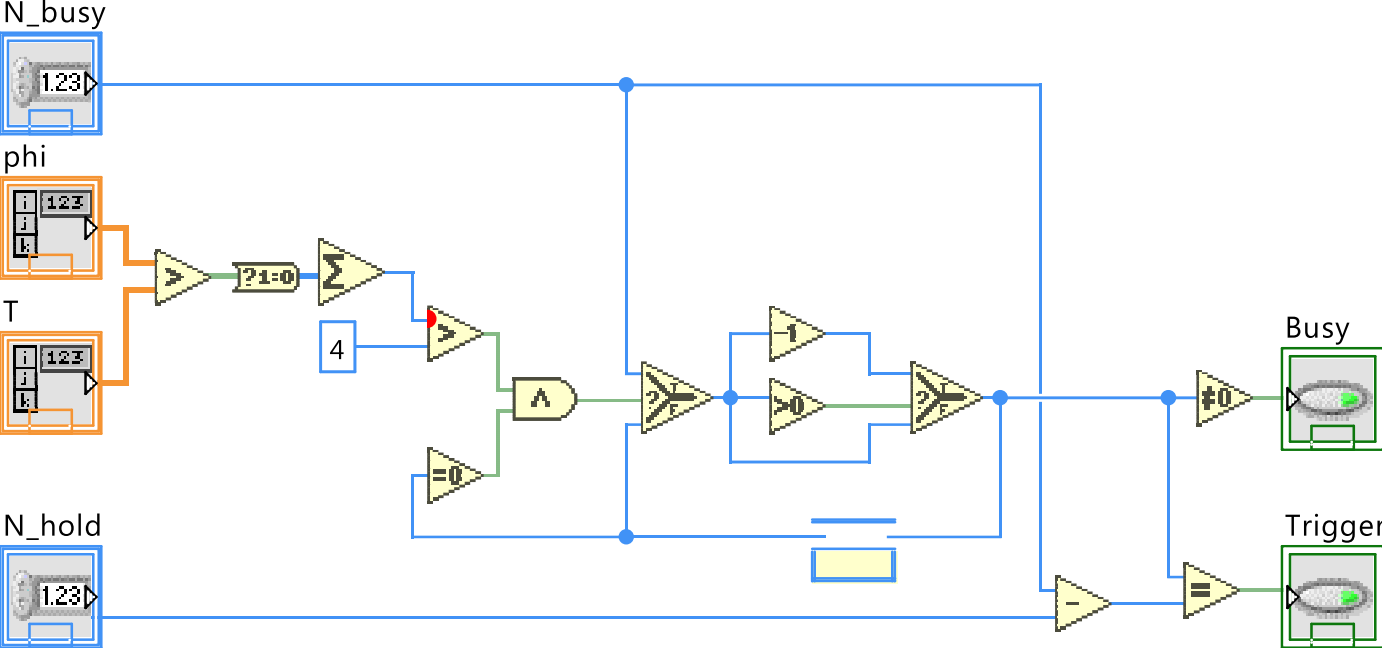 N_busy
1.23
phi
i 123
j
k
>
?1:0
Σ
T
i 123
j
k
4
>
∧
=0
? T F
-1
>0
? T F
≠0
Busy
N_hold
1.23
-
=
Trigger